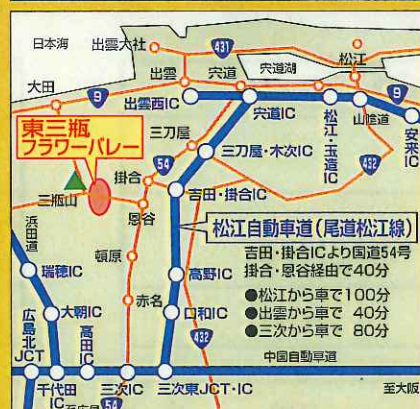 日本海
出雲大社
431
松江
大田
出雲
宍道
宍道湖
9
出雲西IC
9
宍道IC
松江・玉造IC
山陰道
安来IC
東三瓶
フラワーバレー
三刀屋
三刀屋・木次IC
54
432
掛合
三瓶山
吉田・掛合IC
恩谷
松江自動車道(尾道松江線)
吉田・掛合ICより国道54号
掛合・恩谷経由で40分
浜田道
頓原
瑞穂IC
高野IC
●松江から車で100分
●出雲から車で 40分
●三次から車で 80分
赤名
大朝IC
口和IC
広島北JCT
高田IC
432
中国自動車道
千代田IC
三次IC
三次東JCT・IC
至大阪
至広島
54